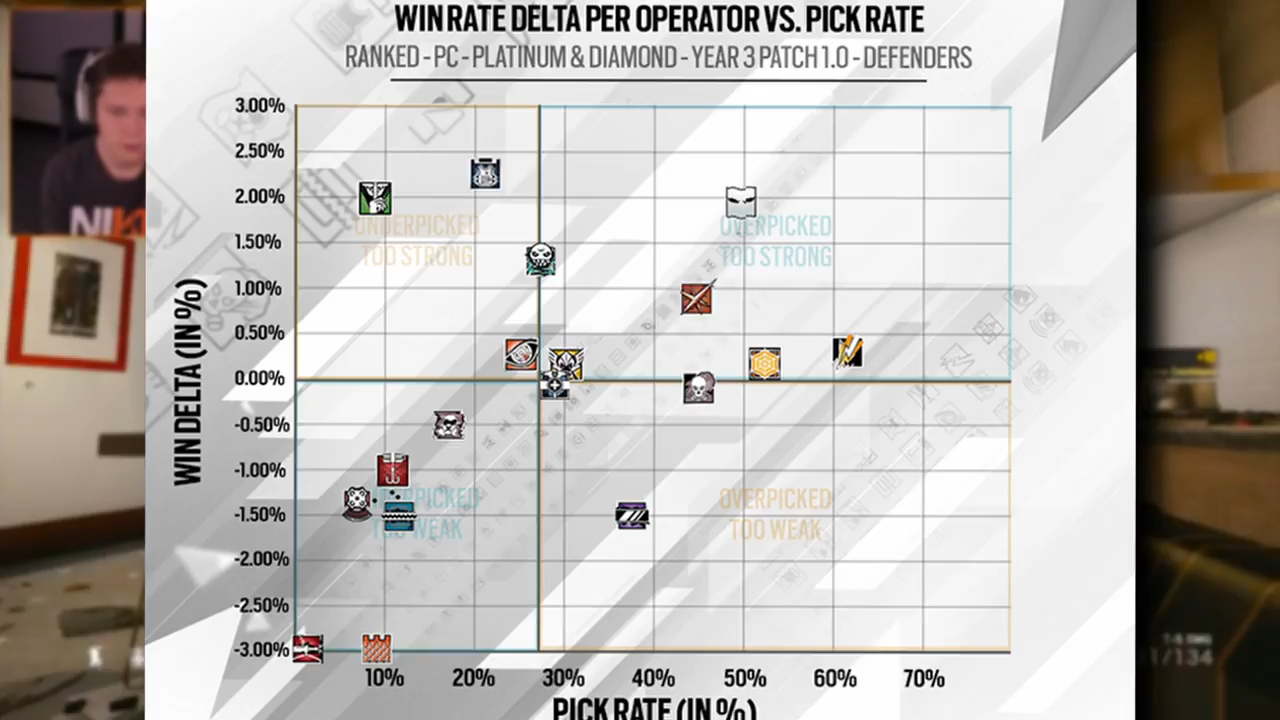 WIN RATE DELTA PER OPERATOR VS. PICK RATE
RANKED - PC - PLATINUM & DIAMOND - YEAR 3 PATCH 1.0 - DEFENDERS
3.00%
2.50%
2.00%
1.50%
1.00%
0.50%
0.00%
-0.50%
-1.00%
-1.50%
-2.00%
-2.50%
-3.00%
WIN DELTA (IN %)
UNDERPICKED
TOO STRONG
OVERPICKED
TOO STRONG
TOO WEAK
OVERPICKED
TOO WEAK
10%
20%
30%
40%
50%
60%
70%
PICK RATE (IN %)
/134